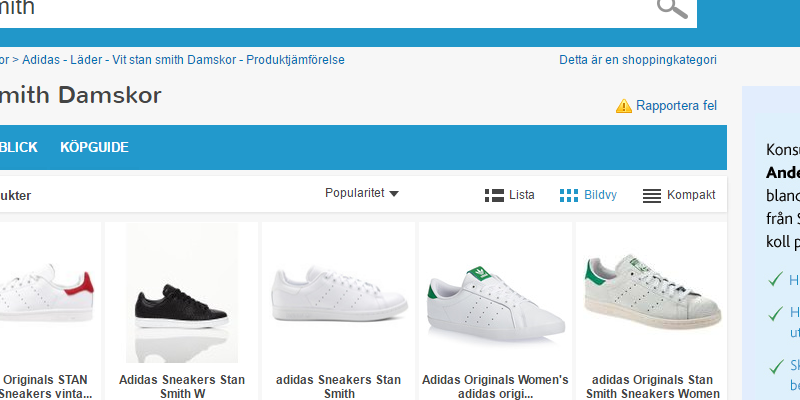 mith
or > Adidas - Läder - Vit stan smith Damskor - Produktjämförelse
Detta är en shoppingkategori
mith Damskor
Rapportera fel
BLICK KÖPGUIDE
ukter
Popularitet
Lista
Bildvy
Kompakt
Originals STAN
Sneakers vinta...
Adidas Sneakers Stan
Smith W
adidas Sneakers Stan
Smith
Adidas Originals Women's
adidas origi...
adidas Originals Stan
Smith Sneakers Women
Konsu
Ande
bland
från S
koll p
H
H
ut
Sk
be